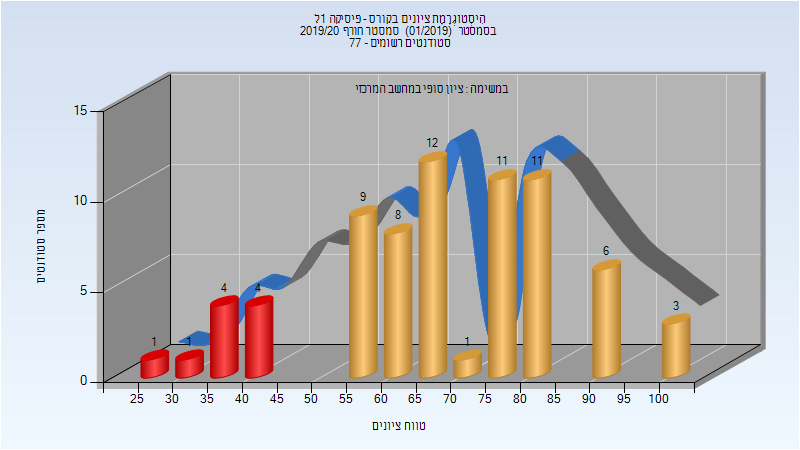 היסטוגרמת ציונים בקורס - פיסיקה 1ל
בסמסטר (01/2019) סמסטר חורף 2019/20
סטודנטים רשומים - 77
במשימה : ציון סופי במחשב המרכזי
15
10
5
0
מספר סטודנטים
1
1
4
4
9
8
12
1
11
11
6
3
25 30 35 40 45 50 55 60 65 70 75 80 85 90 95 100
טווח ציונים